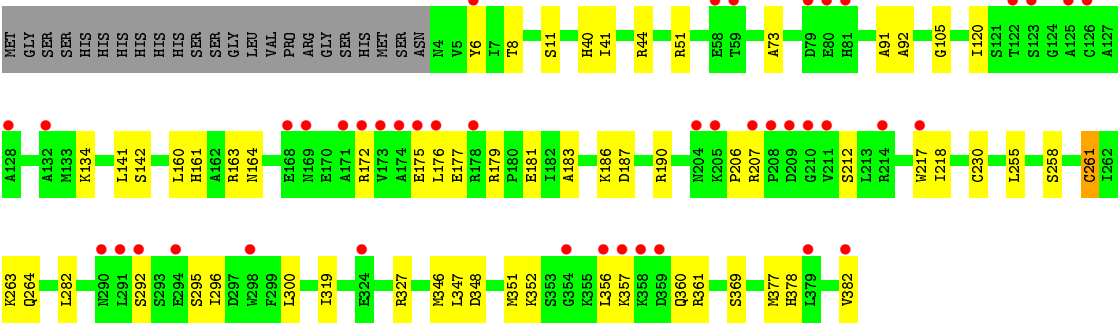 MET GLY SER SER HIS HIS HIS HIS HIS HIS SER SER GLY LEU VAL PRO ARG GLY SER HIS MET SER ASN N4 V5 Y6 I7 T8 S11 H40 I41 R44 R51 E58 T59 A73 D79 E80 H81 A91 A92 G105 I120 S121 T122 S123 G124 A125 C126 A127
A128 A132 M133 K134 L141 S142 L160 H161 A162 R163 N164 E168 N169 E170 A171 R172 V173 A174 E175 L176 E177 R178 R179 P180 E181 I182 A183 K186 D187 R190 N204 K205 P206 R207 P208 D209 G210 V211 S212 L213 R214 W217 I218 C230 L255 S258 C261 I262
K263 Q264 L282 N290 L291 S292 S293 E294 S295 I296 D297 W298 F299 L300 I319 E324 R327 M346 L347 D348 M351 K352 S353 G354 K355 L356 K357 K358 D359 Q360 R361 S369 M377 H378 L379 V382